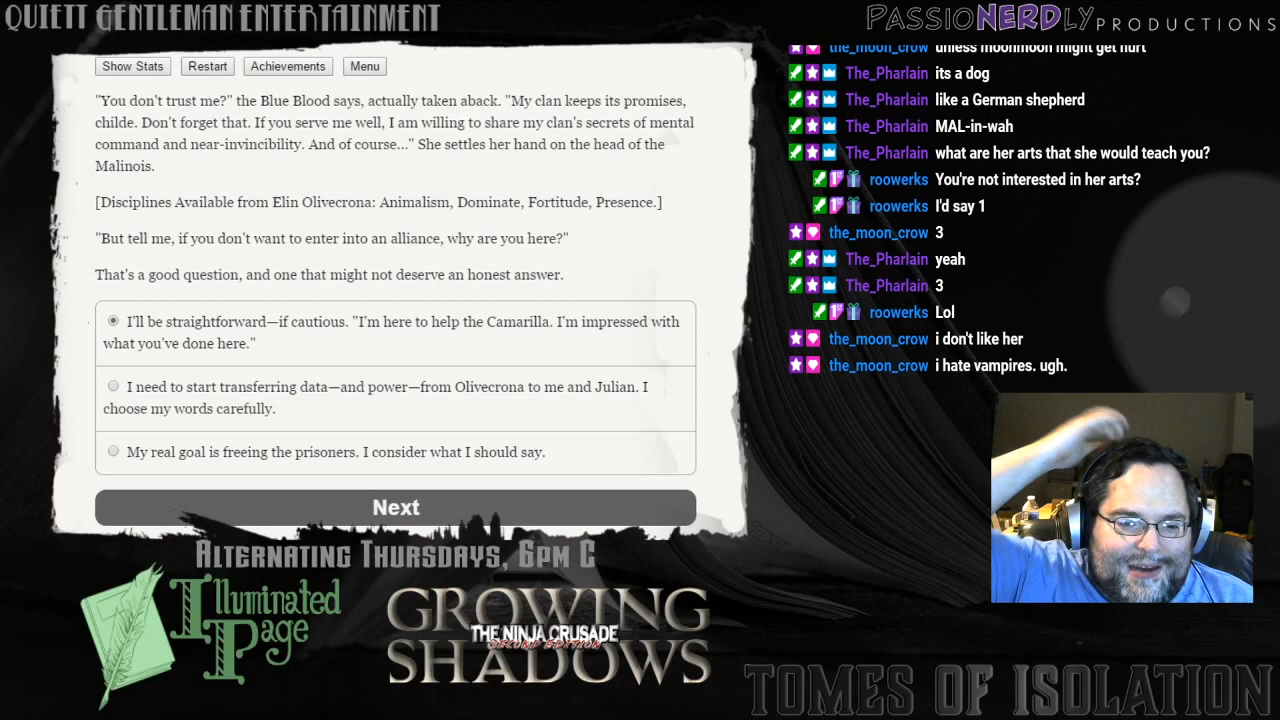 QUIETT GENTLEMAN ENTERTAINMENT
PASSIONERDLY PRODUCTIONS
Show Stats Restart Achievements Menu
"You don't trust me?" the Blue Blood says, actually taken aback. "My clan keeps its promises,
childe. Don't forget that. If you serve me well, I am willing to share my clan's secrets of mental
command and near-invincibility. And of course..." She settles her hand on the head of the
Malinois.
[Disciplines Available from Elin Olivecrona: Animalism, Dominate, Fortitude, Presence.]
"But tell me, if you don't want to enter into an alliance, why are you here?"
That's a good question, and one that might not deserve an honest answer.
I'll be straightforward—if cautious. "I'm here to help the Camarilla. I'm impressed with
what you've done here."
I need to start transferring data—and power—from Olivecrona to me and Julian. I
choose my words carefully.
My real goal is freeing the prisoners. I consider what I should say.
Next
the_moon_crow unless moonmoon might get hurt
The_Pharlain its a dog
The_Pharlain like a German shepherd
The_Pharlain MAL-in-wah
The_Pharlain what are her arts that she would teach you?
roowerks You're not interested in her arts?
roowerks I'd say 1
the_moon_crow 3
The_Pharlain yeah
The_Pharlain 3
roowerks Lol
the_moon_crow i don't like her
the_moon_crow i hate vampires. ugh.
ALTERNATING THURSDAYS, 6PM C
ILLUMINATED
PAGE
GROWING
THE NINJA CRUSADE
SECOND EDITION
SHADOWS
TOMES OF ISOLATION